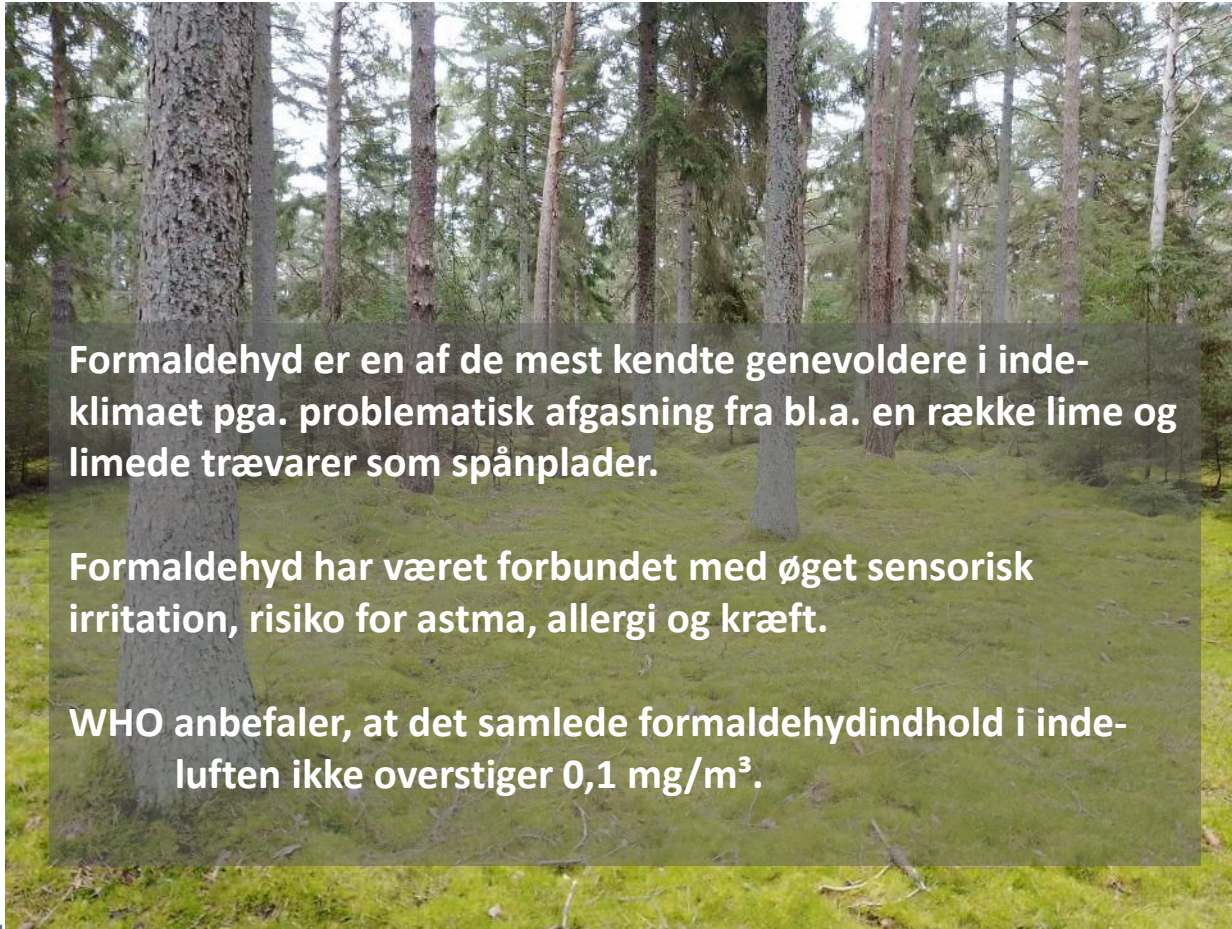 Formaldehyd er en af de mest kendte genevoldere i inde-
klimaet pga. problematisk afgasning fra bl.a. en række lime og
limede trævarer som spånplader.
Formaldehyd har været forbundet med øget sensorisk
irritation, risiko for astma, allergi og kræft.
WHO anbefaler, at det samlede formaldehydindhold i inde-
luften ikke overstiger 0,1 mg/m³.